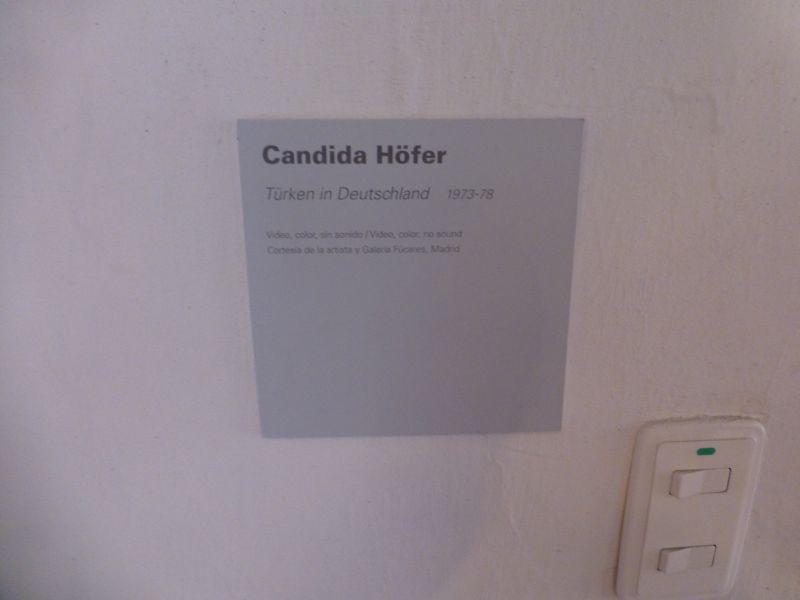 Candida Höfer
Türken in Deutschland 1973-78
Video, color, sin sonido / Video, color, no sound
Cortesía de la artista y Galería Fúcares, Madrid